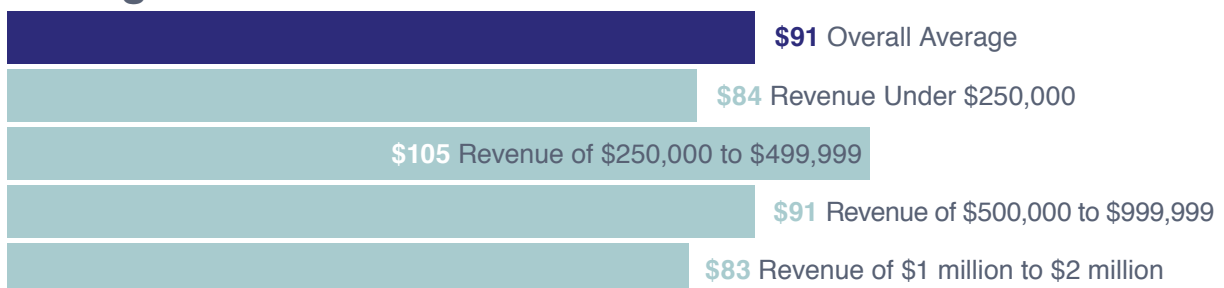 $91 Overall Average
$84 Revenue Under $250,000
$105 Revenue of $250,000 to $499,999
$91 Revenue of $500,000 to $999,999
$83 Revenue of $1 million to $2 million